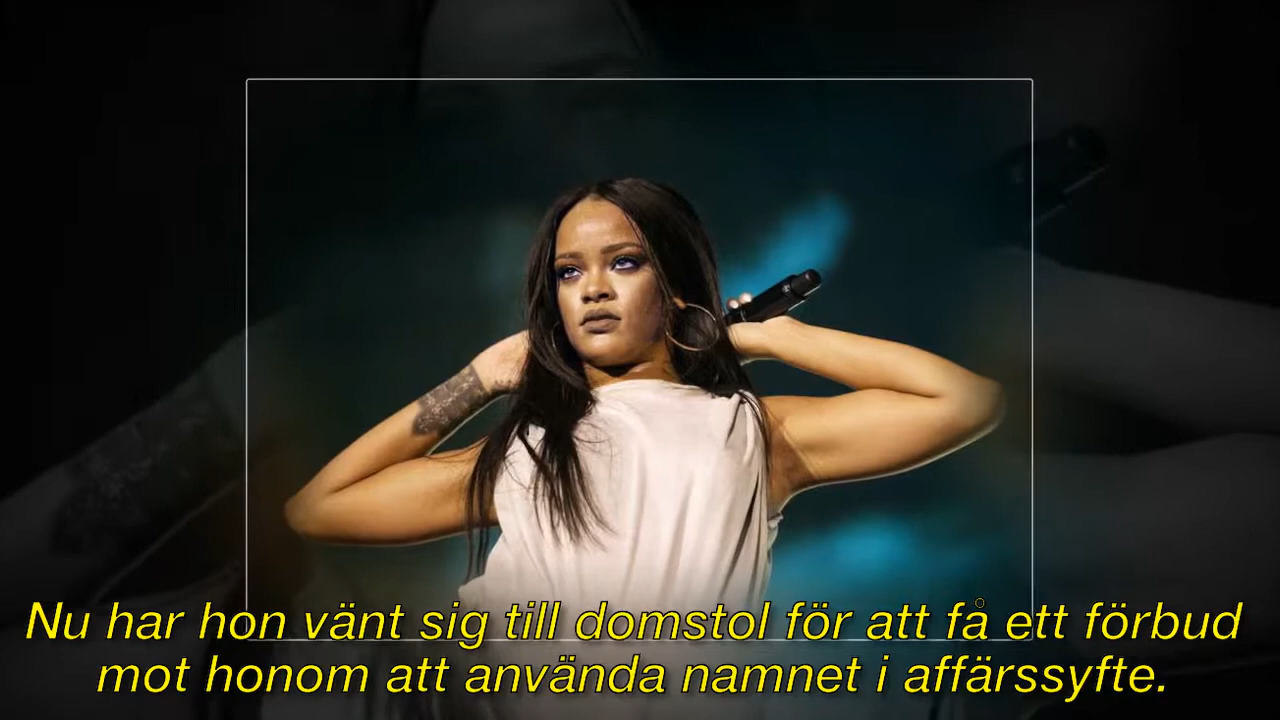 Nu har hon vänt sig till domstol för att få ett förbud
mot honom att använda namnet i affärssyfte.